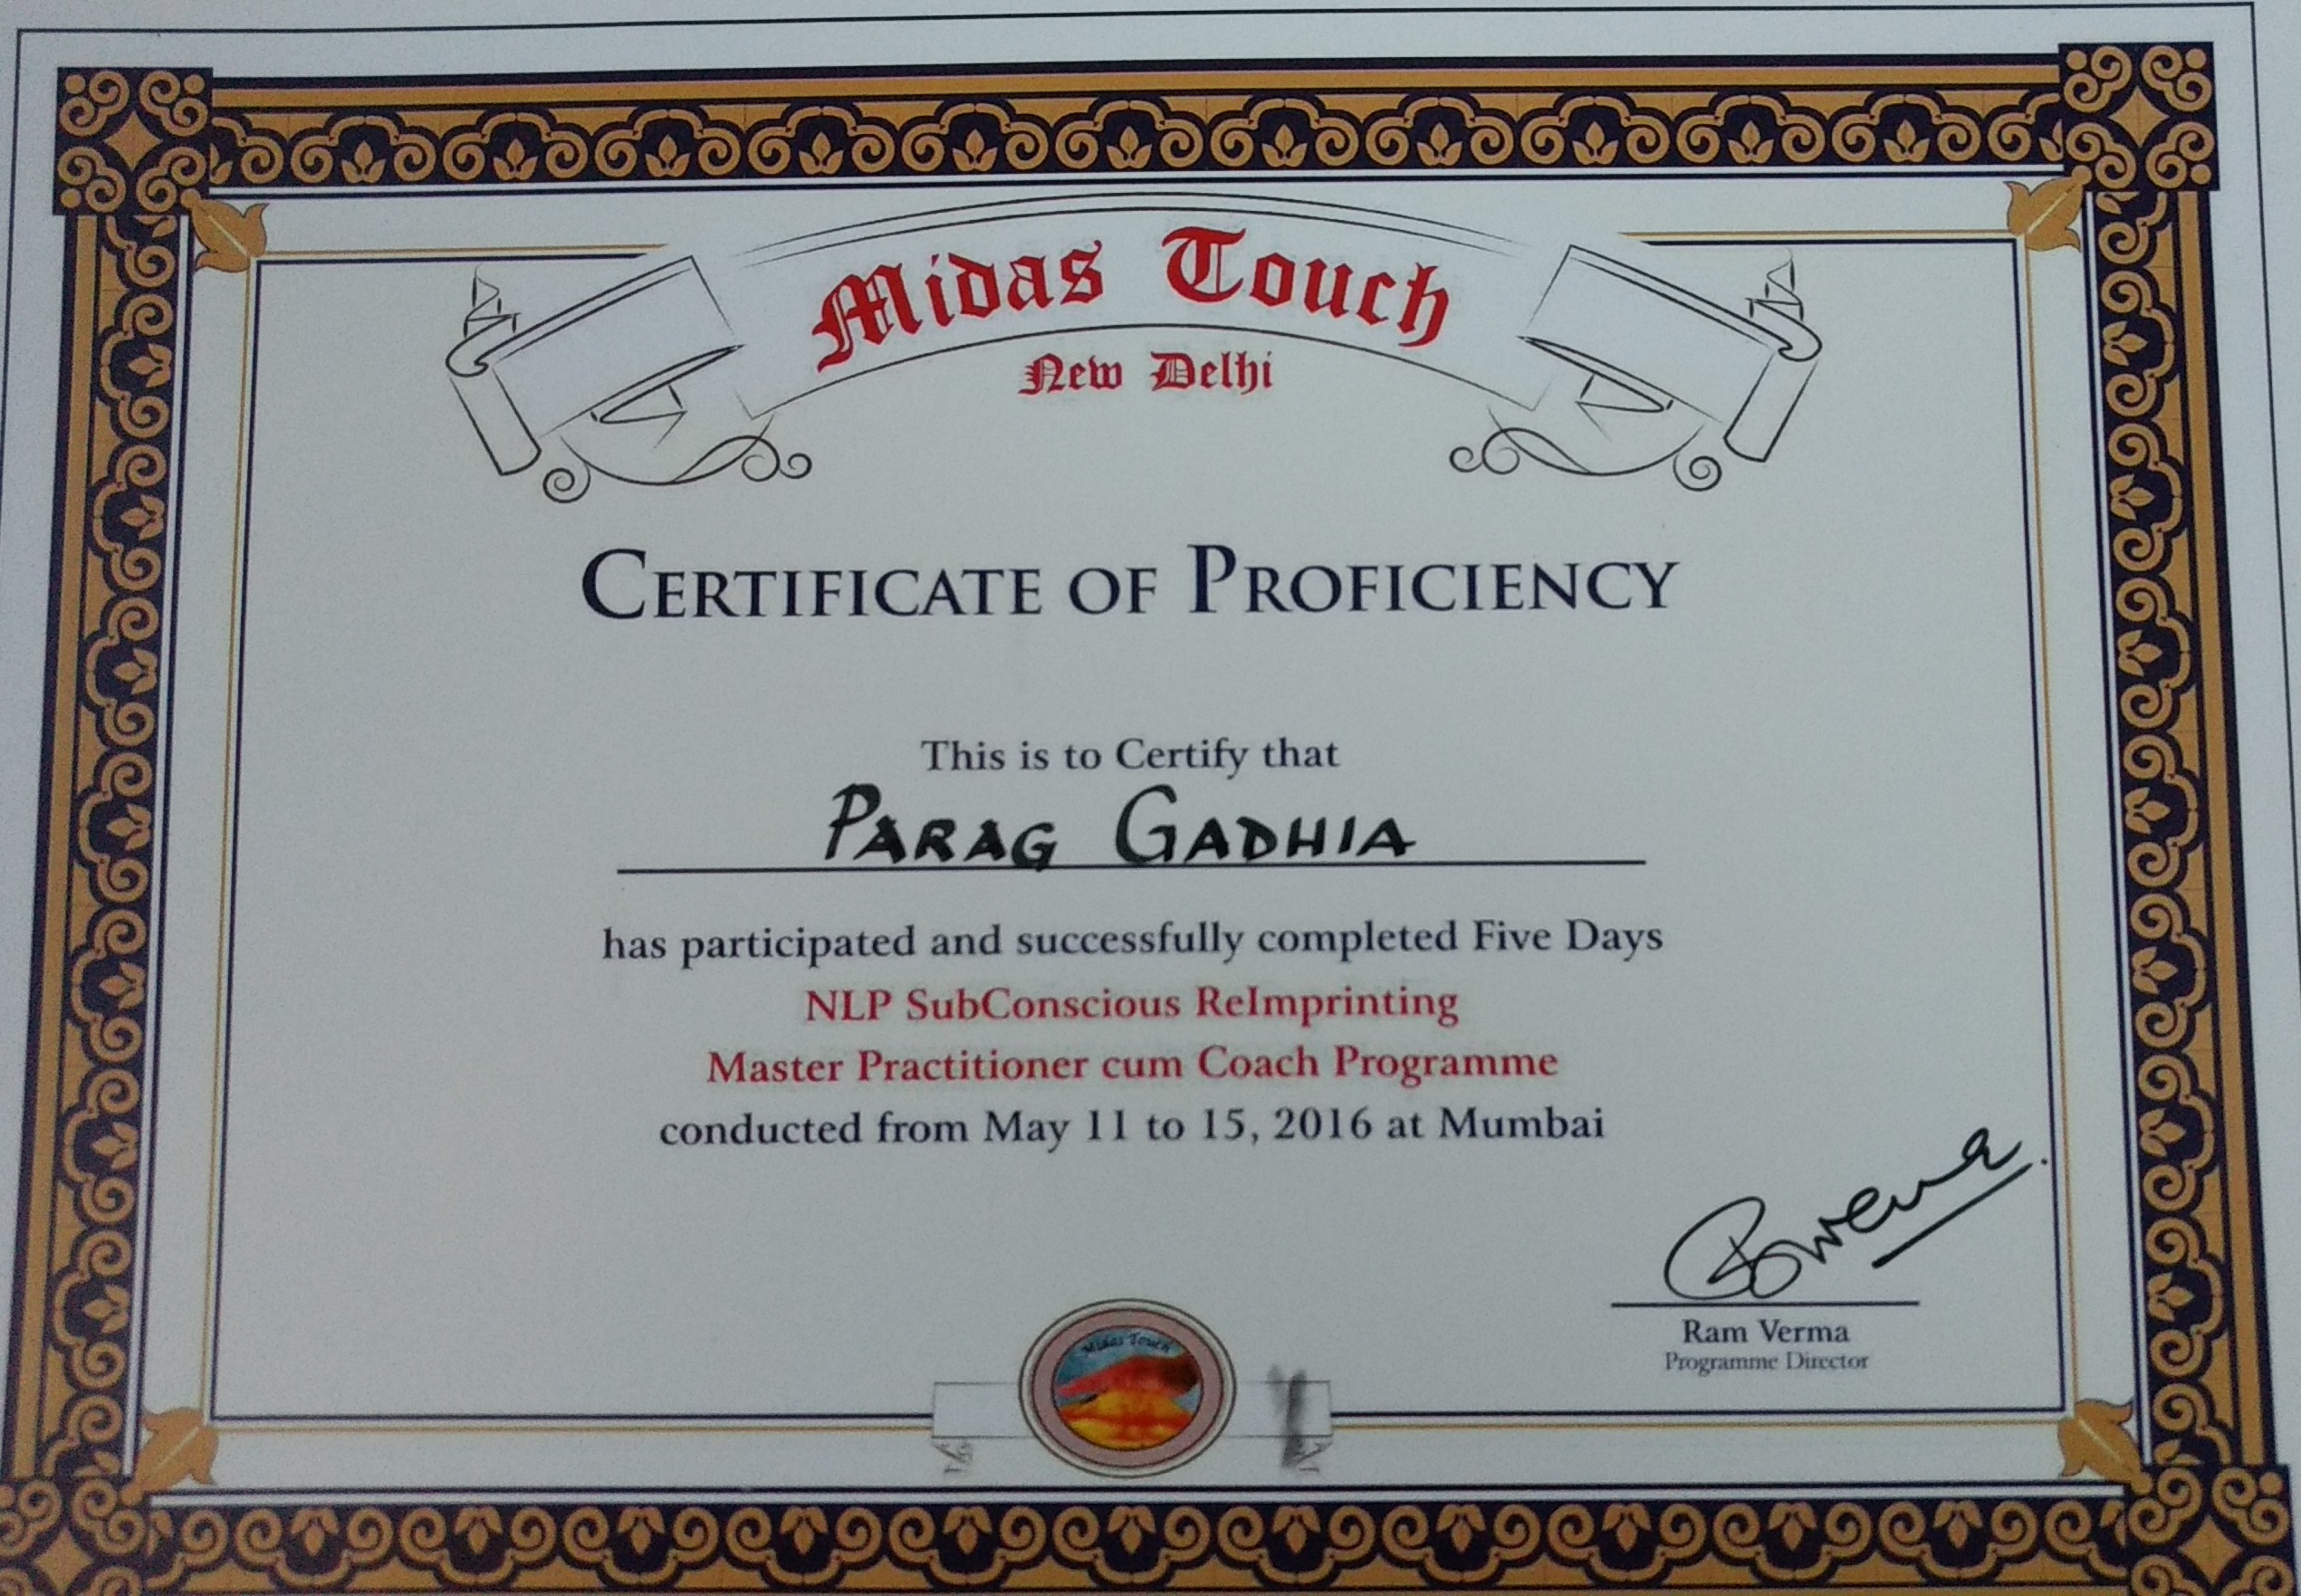 Midas Touch
New Delhi
CERTIFICATE OF PROFICIENCY
This is to Certify that
PARAG GADHIA
has participated and successfully completed Five Days
NLP SubConscious ReImprinting
Master Practitioner cum Coach Programme
conducted from May 11 to 15, 2016 at Mumbai
Ram Verma
Programme Director
Midas Touch